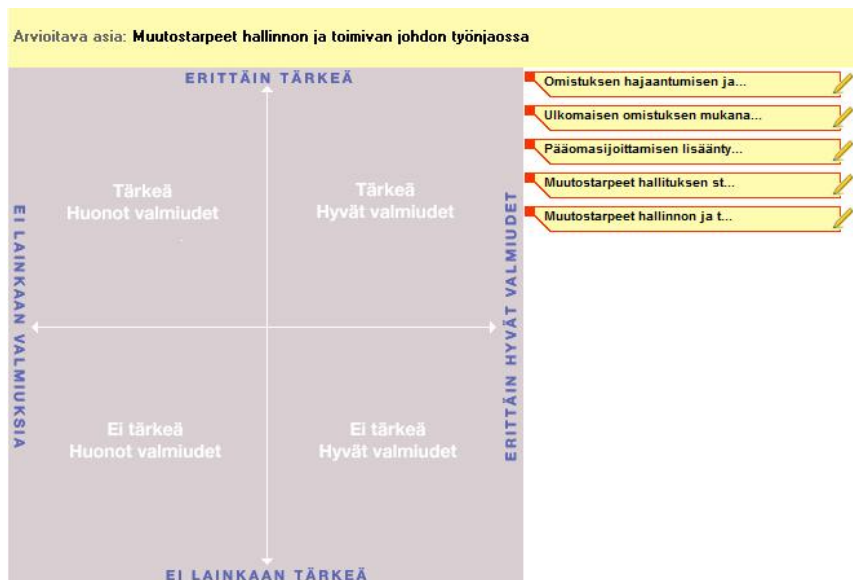 Arvioitava asia: Muutostarpeet hallinnon ja toimivan johdon työnjaossa
ERITTÄIN TÄRKEÄ
Tärkeä
Huonot valmiudet
Tärkeä
Hyvät valmiudet
EI LAINKAAN VALMIUKSIA
ERITTÄIN HYVÄT VALMIUDET
Ei tärkeä
Huonot valmiudet
Ei tärkeä
Hyvät valmiudet
EI LAINKAAN TÄRKEÄ
Omistuksen hajaantumisen ja...
Ulkomaisen omistuksen mukana...
Pääomasijoittamisen lisäänty...
Muutostarpeet hallituksen st...
Muutostarpeet hallinnon ja t...